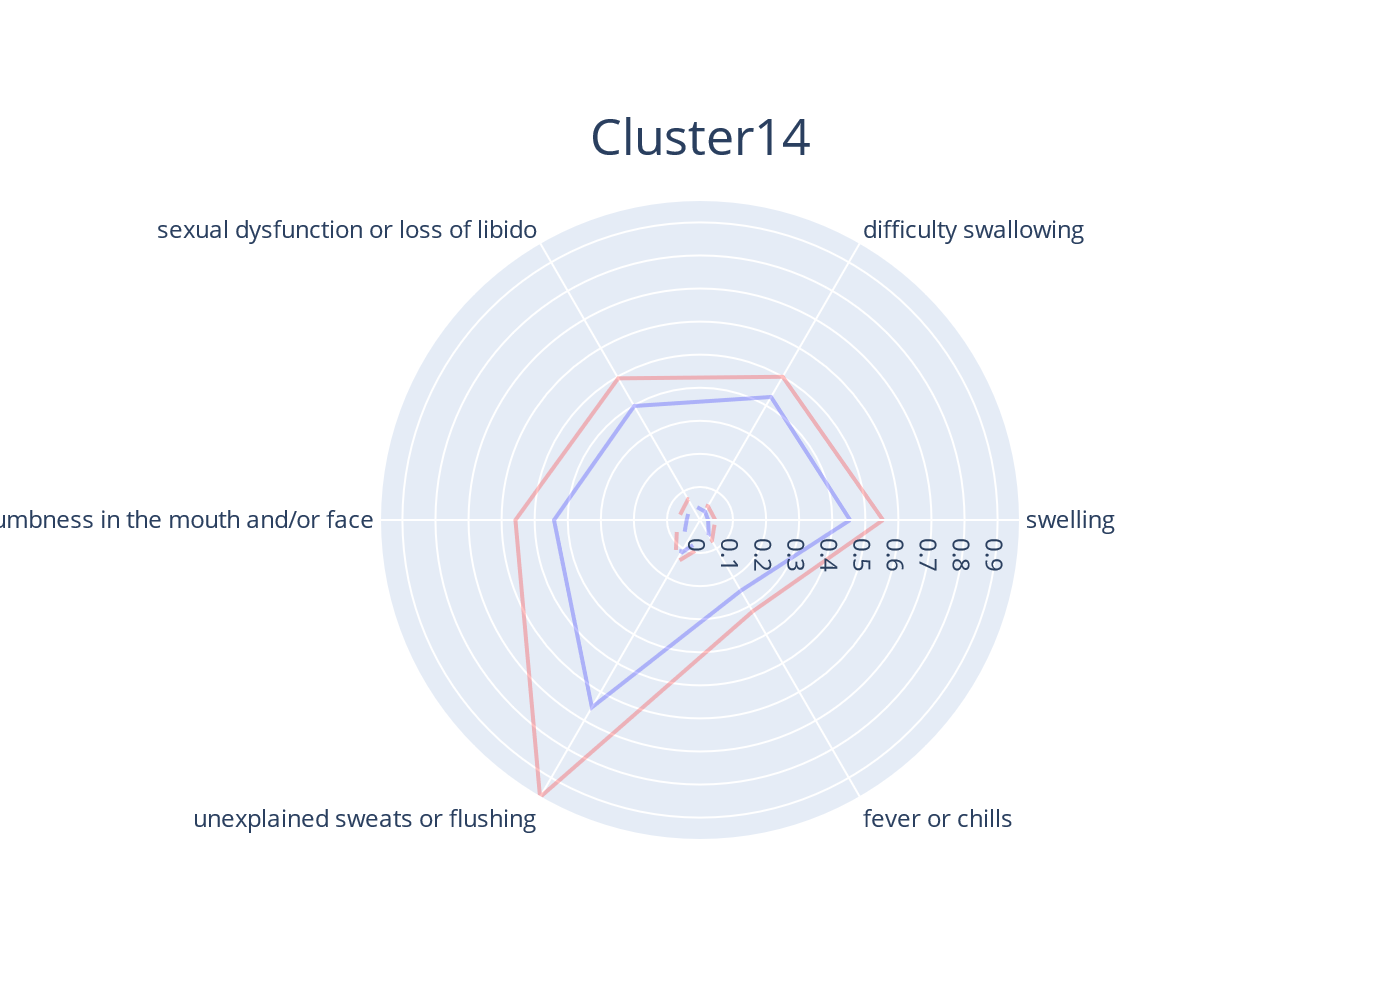 Cluster14
sexual dysfunction or loss of libido
difficulty swallowing
in the mouth and/or face
swelling
0
0.1
0.2
0.3
0.4
0.5
0.6
0.7
0.8
0.9
unexplained sweats or flushing
fever or chills